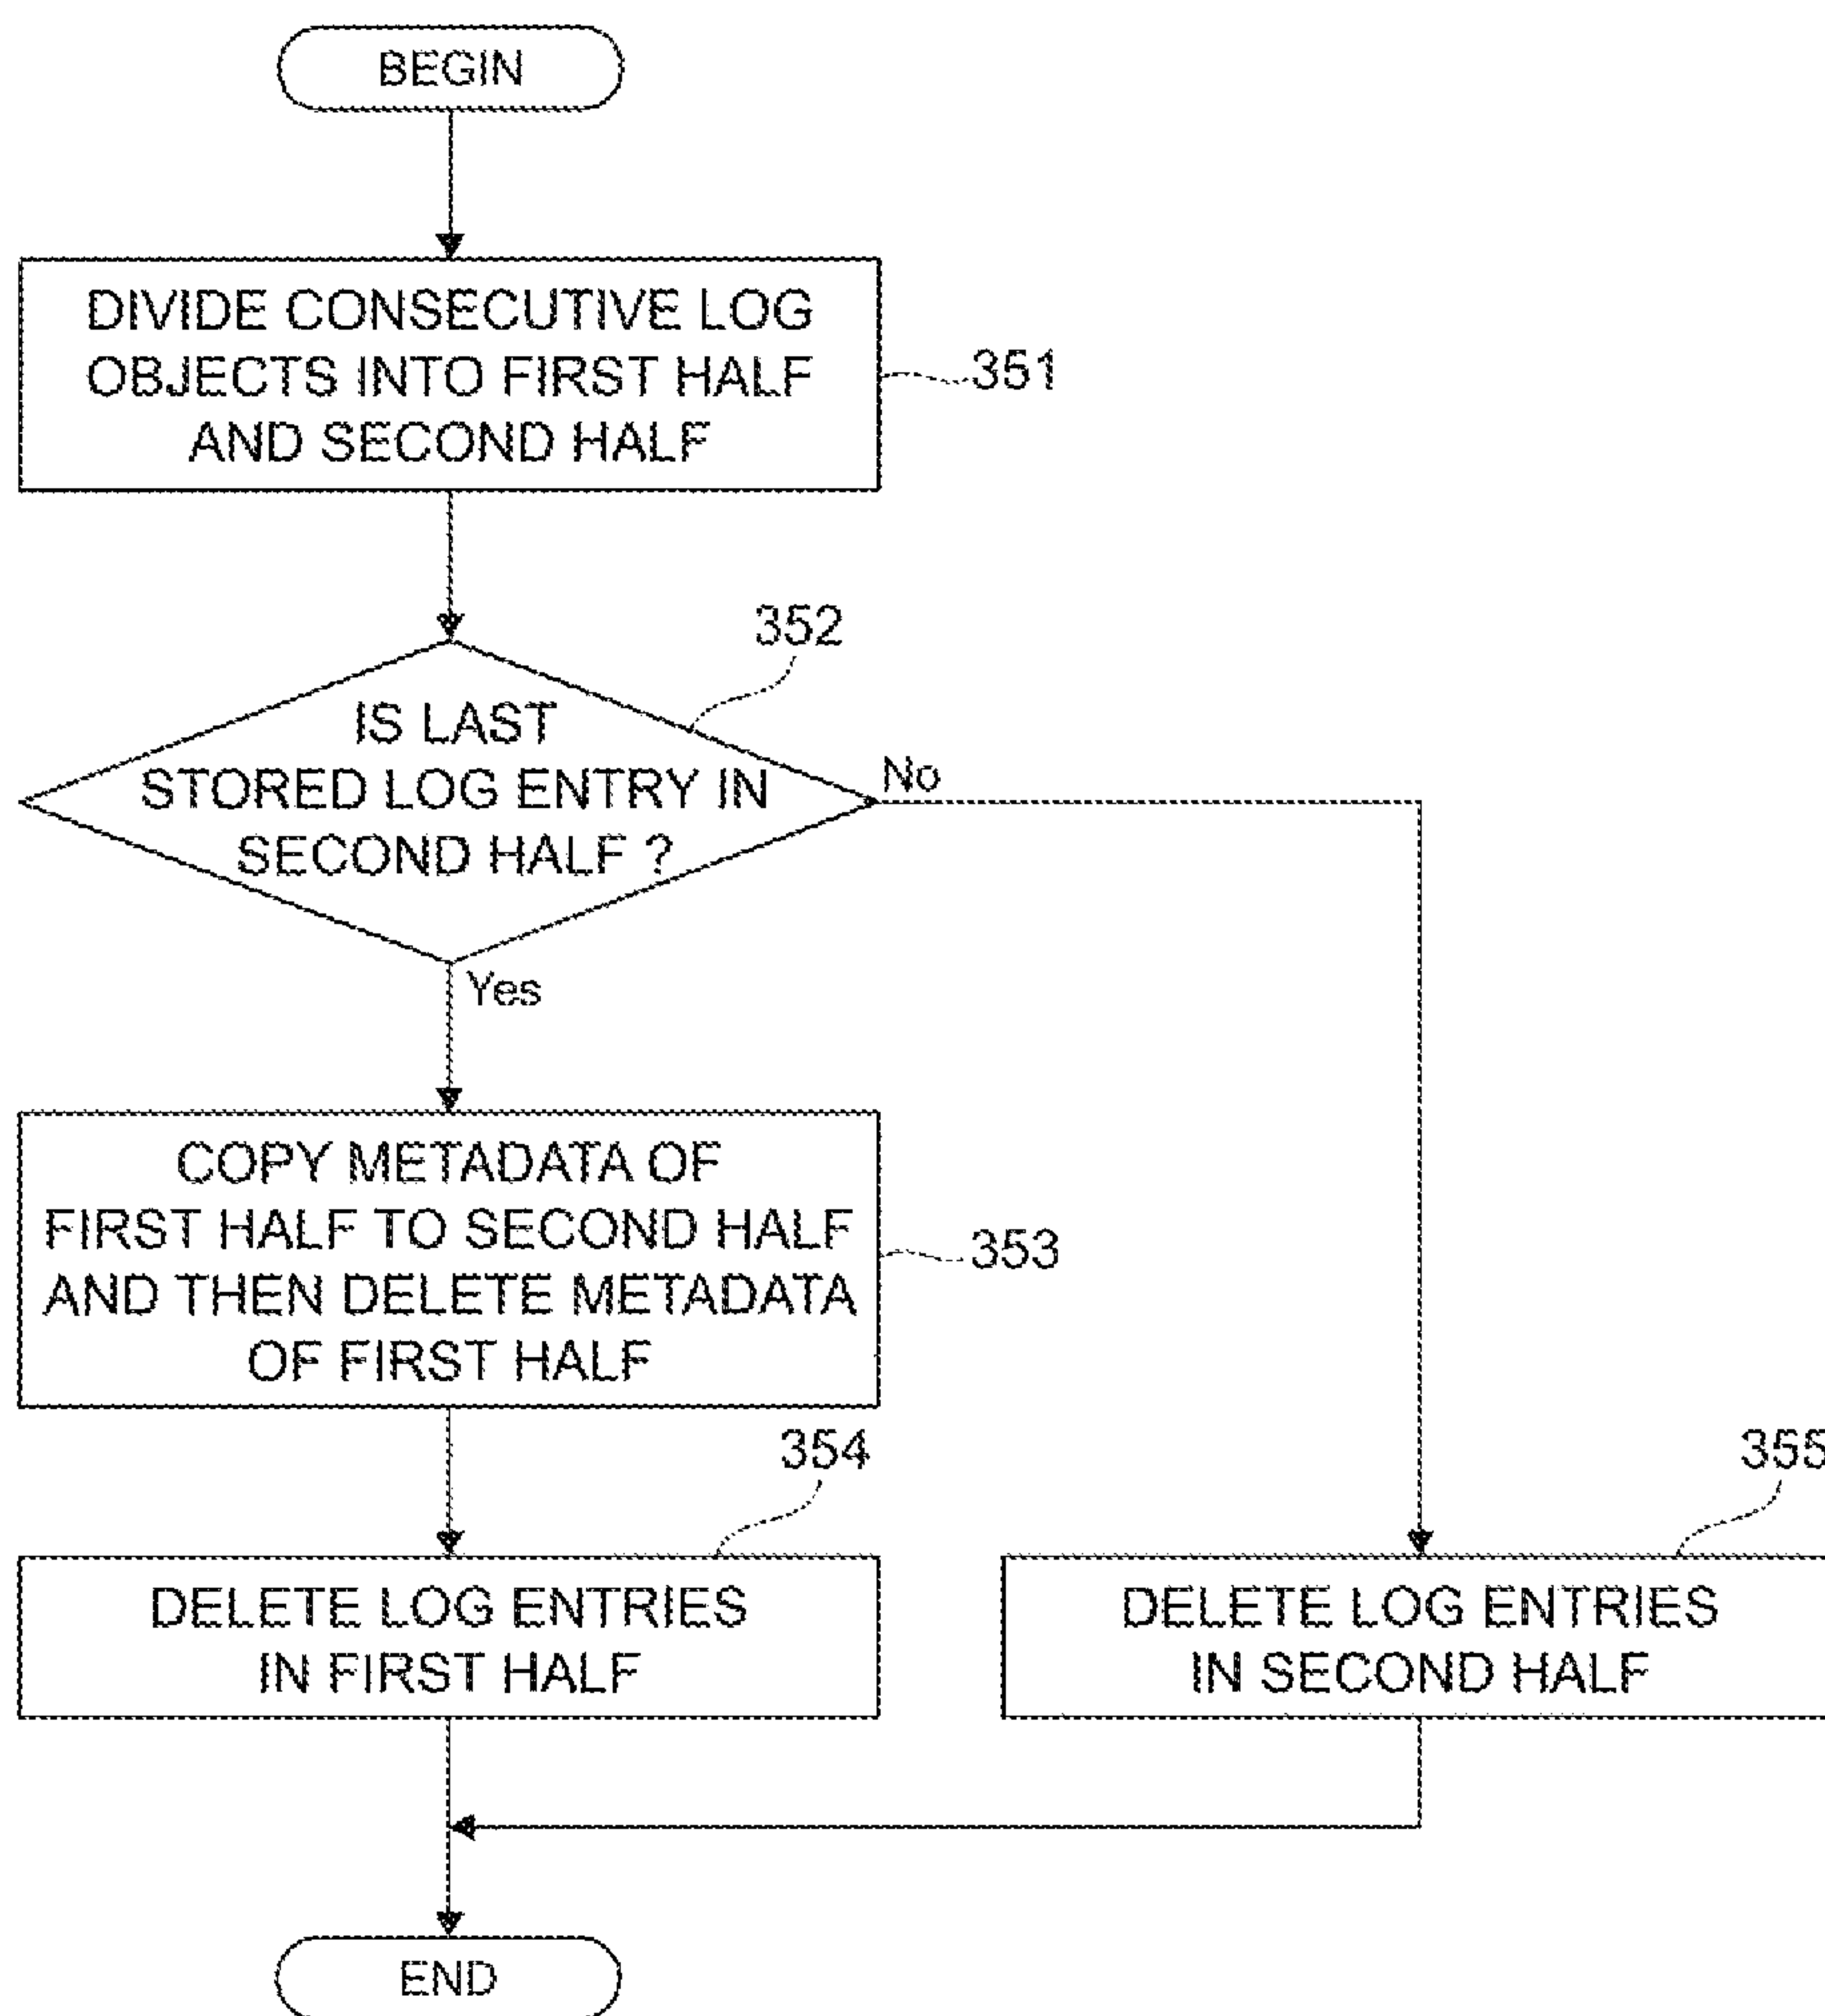 BEGIN
DIVIDE CONSECUTIVE LOG
OBJECTS INTO FIRST HALF
AND SECOND HALF
351
352
IS LAST
STORED LOG ENTRY IN
SECOND HALF ?
No
Yes
COPY METADATA OF
FIRST HALF TO SECOND HALF
AND THEN DELETE METADATA
OF FIRST HALF
353
354
355
DELETE LOG ENTRIES
IN FIRST HALF
DELETE LOG ENTRIES
IN SECOND HALF
END